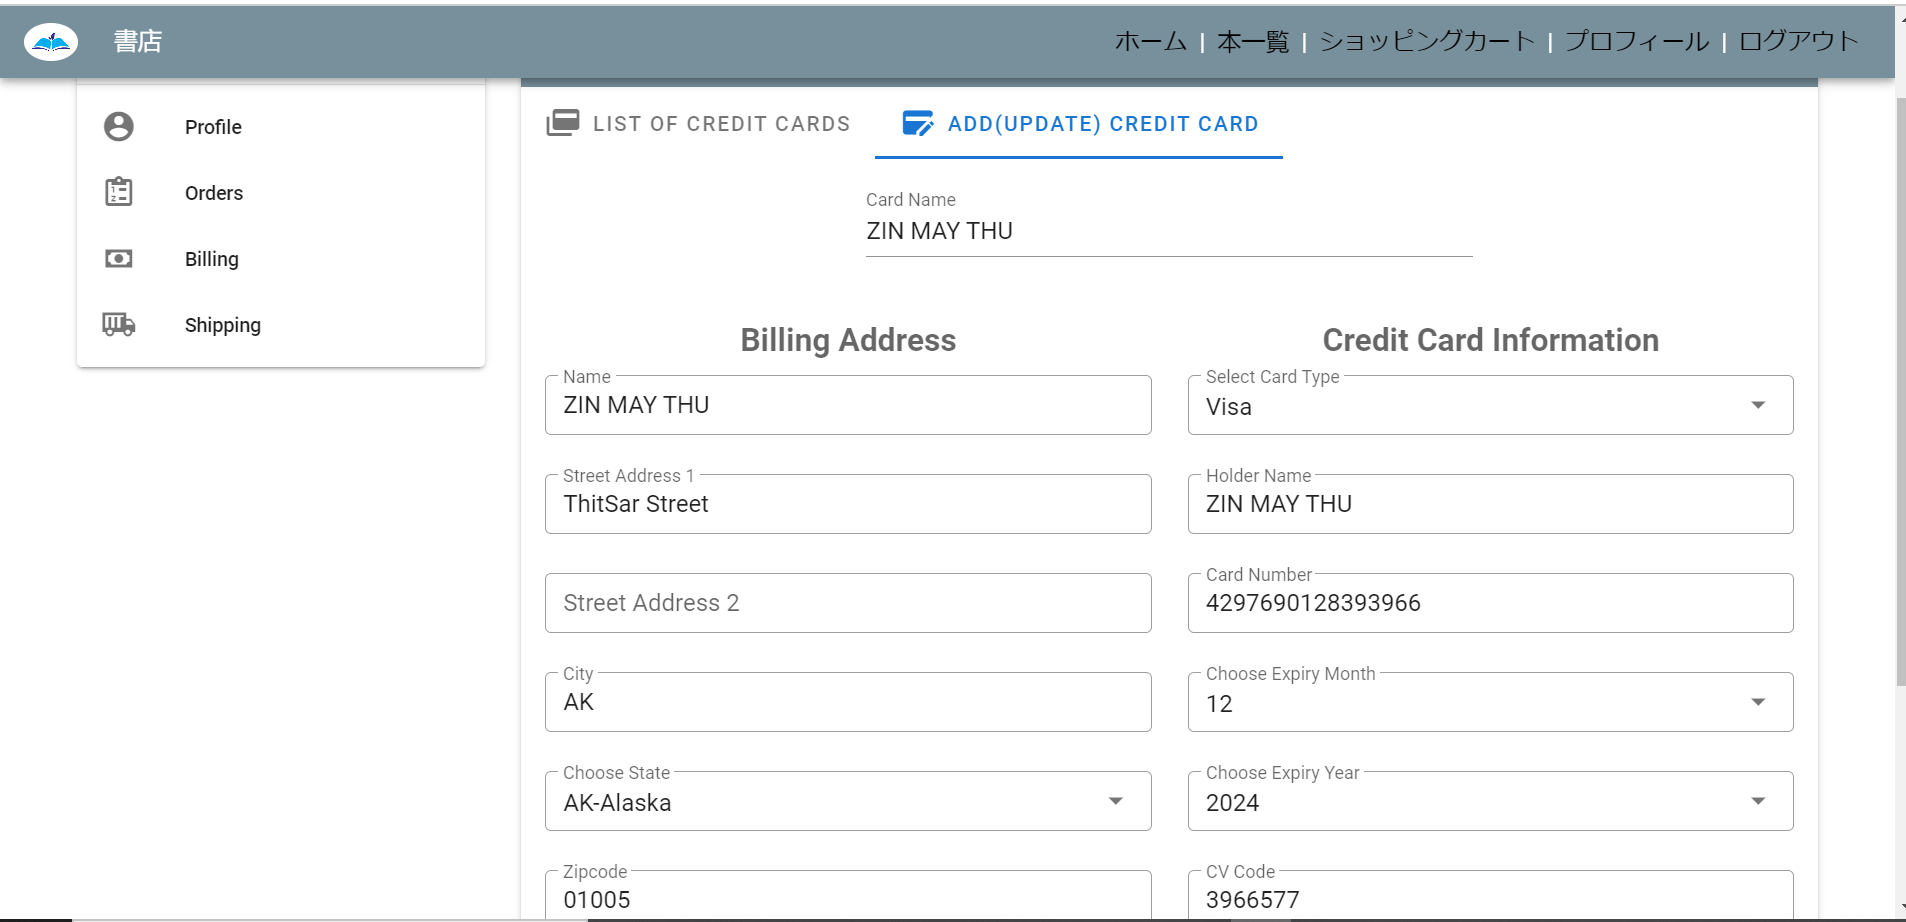 書店
ホーム | 本一覧 | ショッピングカート | プロフィール | ログアウト
Profile
Orders
Billing
Shipping
LIST OF CREDIT CARDS
ADD(UPDATE) CREDIT CARD
Card Name
ZIN MAY THU
Billing Address
Name
ZIN MAY THU
Street Address 1
ThitSar Street
Street Address 2
City
AK
Choose State
AK-Alaska
Zipcode
01005
Credit Card Information
Select Card Type
Visa
Holder Name
ZIN MAY THU
Card Number
4297690128393966
Choose Expiry Month
12
Choose Expiry Year
2024
CV Code
3966577